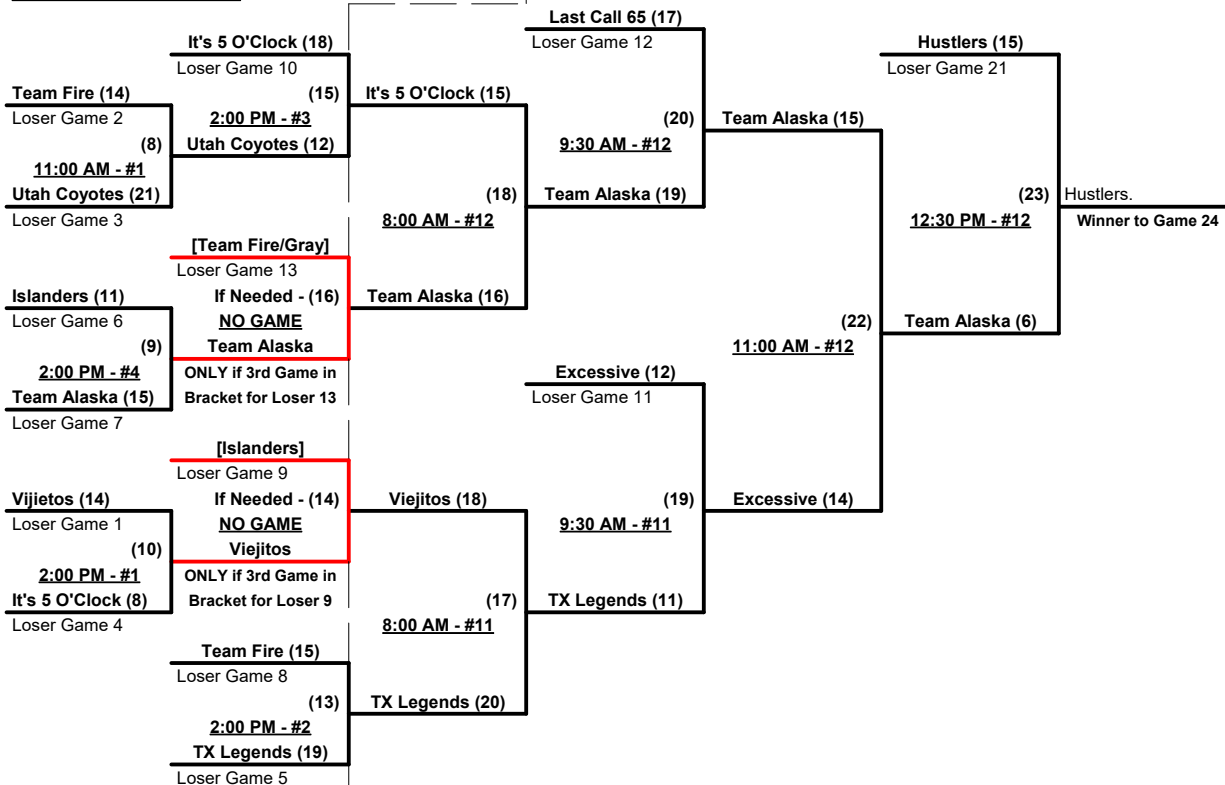 Last Call 65 (17)
Loser Game 12
It's 5 O'Clock (18)
Loser Game 10
Hustlers (15)
Loser Game 21
Team Fire (14)
Loser Game 2
(15)
2:00 PM - #3
It's 5 O'Clock (15)
(20)
9:30 AM - #12
Team Alaska (15)
(8)
11:00 AM - #1
Utah Coyotes (12)
Utah Coyotes (21)
Loser Game 3
(18)
8:00 AM - #12
Team Alaska (19)
(23)
12:30 PM - #12
Hustlers.
Winner to Game 24
[Team Fire/Gray]
Loser Game 13
Islanders (11)
Loser Game 6
If Needed - (16)
NO GAME
Team Alaska
Team Alaska (16)
(9)
2:00 PM - #4
ONLY if 3rd Game in
Bracket for Loser 13
Team Alaska (15)
Loser Game 7
(22)
11:00 AM - #12
Team Alaska (6)
Excessive (12)
Loser Game 11
[Islanders]
Loser Game 9
Vijietos (14)
Loser Game 1
If Needed - (14)
NO GAME
Viejitos
Viejitos (18)
(19)
9:30 AM - #11
Excessive (14)
(10)
2:00 PM - #1
ONLY if 3rd Game in
Bracket for Loser 9
It's 5 O'Clock (8)
Loser Game 4
(17)
8:00 AM - #11
TX Legends (11)
Team Fire (15)
Loser Game 8
(13)
2:00 PM - #2
TX Legends (20)
TX Legends (19)
Loser Game 5